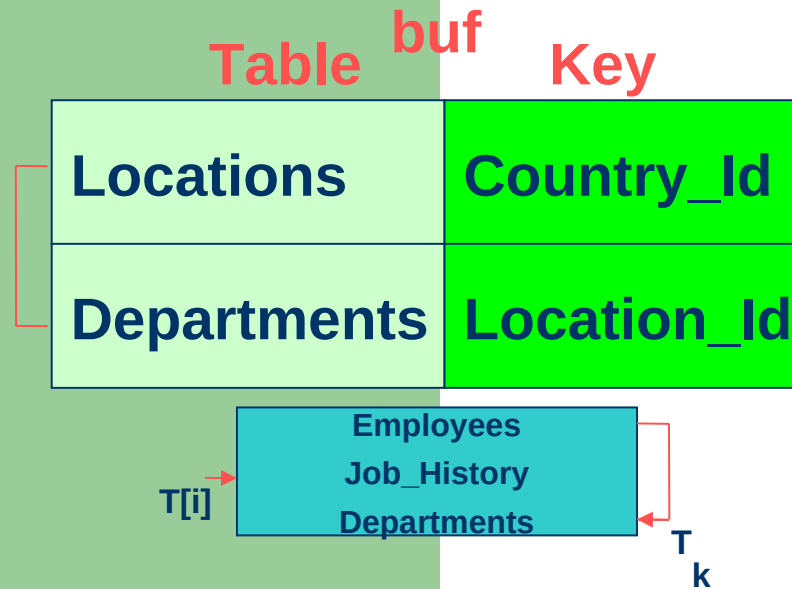 buf
Table Key
Locations Country_Id
Departments Location_Id
Employees
Job_History
T[i]
Departments
T
k